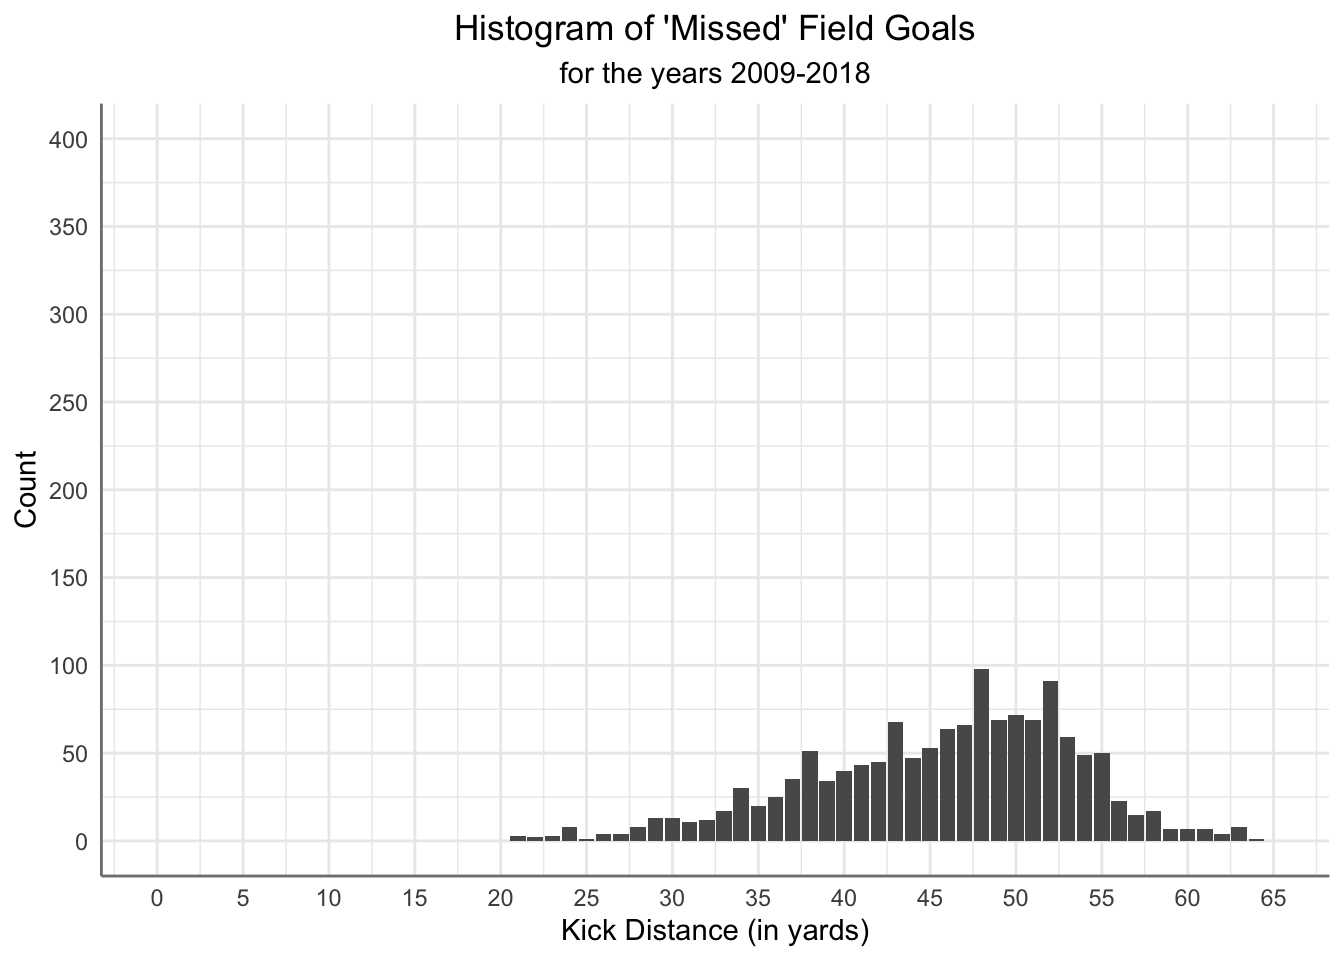 Histogram of 'Missed' Field Goals
for the years 2009-2018
400
350
300
250
200
150
100
50
0
Count
0 5 10 15 20 25 30 35 40 45 50 55 60 65
Kick Distance (in yards)